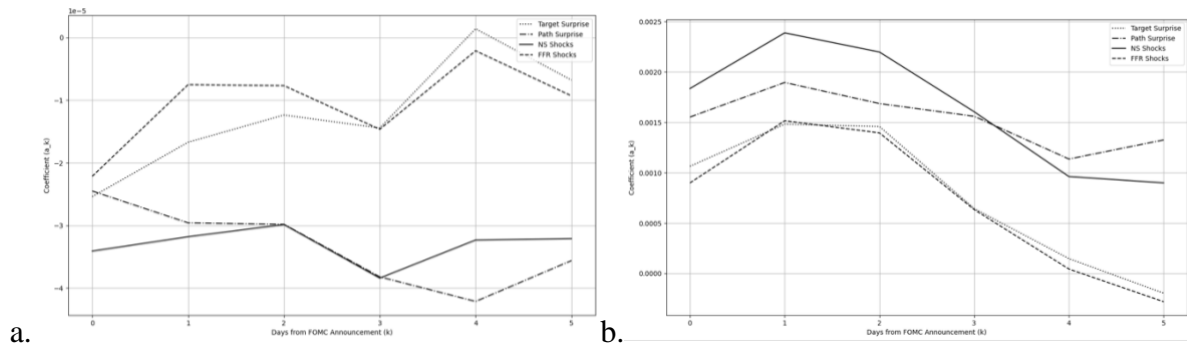 1e−5
0
−1
−2
−3
−4
Coefficient (a_k)
Target Surprise
Path Surprise
NS Shocks
FFR Shocks
0 1 2 3 4 5
Days from FOMC Announcement (k)
a.
0.0025
0.0020
0.0015
0.0010
0.0005
0.0000
Coefficient (a_k)
Target Surprise
Path Surprise
NS Shocks
FFR Shocks
0 1 2 3 4 5
Days from FOMC Announcement (k)
b.